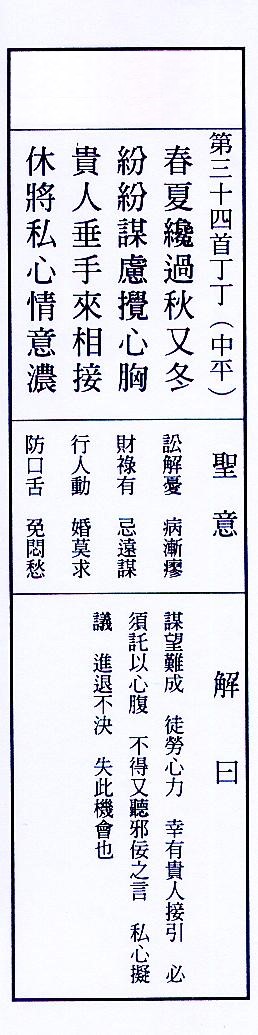 第三十四首丁丁（中平）
春夏纔過秋又冬
紛紛謀慮攪心胸
貴人垂手來相接
休將私心情意濃
聖意
訟解憂　病漸瘳
財祿有　忌遠謀
行人動　婚莫求
防口舌　免悶愁
解曰
謀望難成　徒勞心力　幸有貴人接引　必
須託以心腹　不得又聽邪佞之言　私心擬
議　進退不決　失此機會也